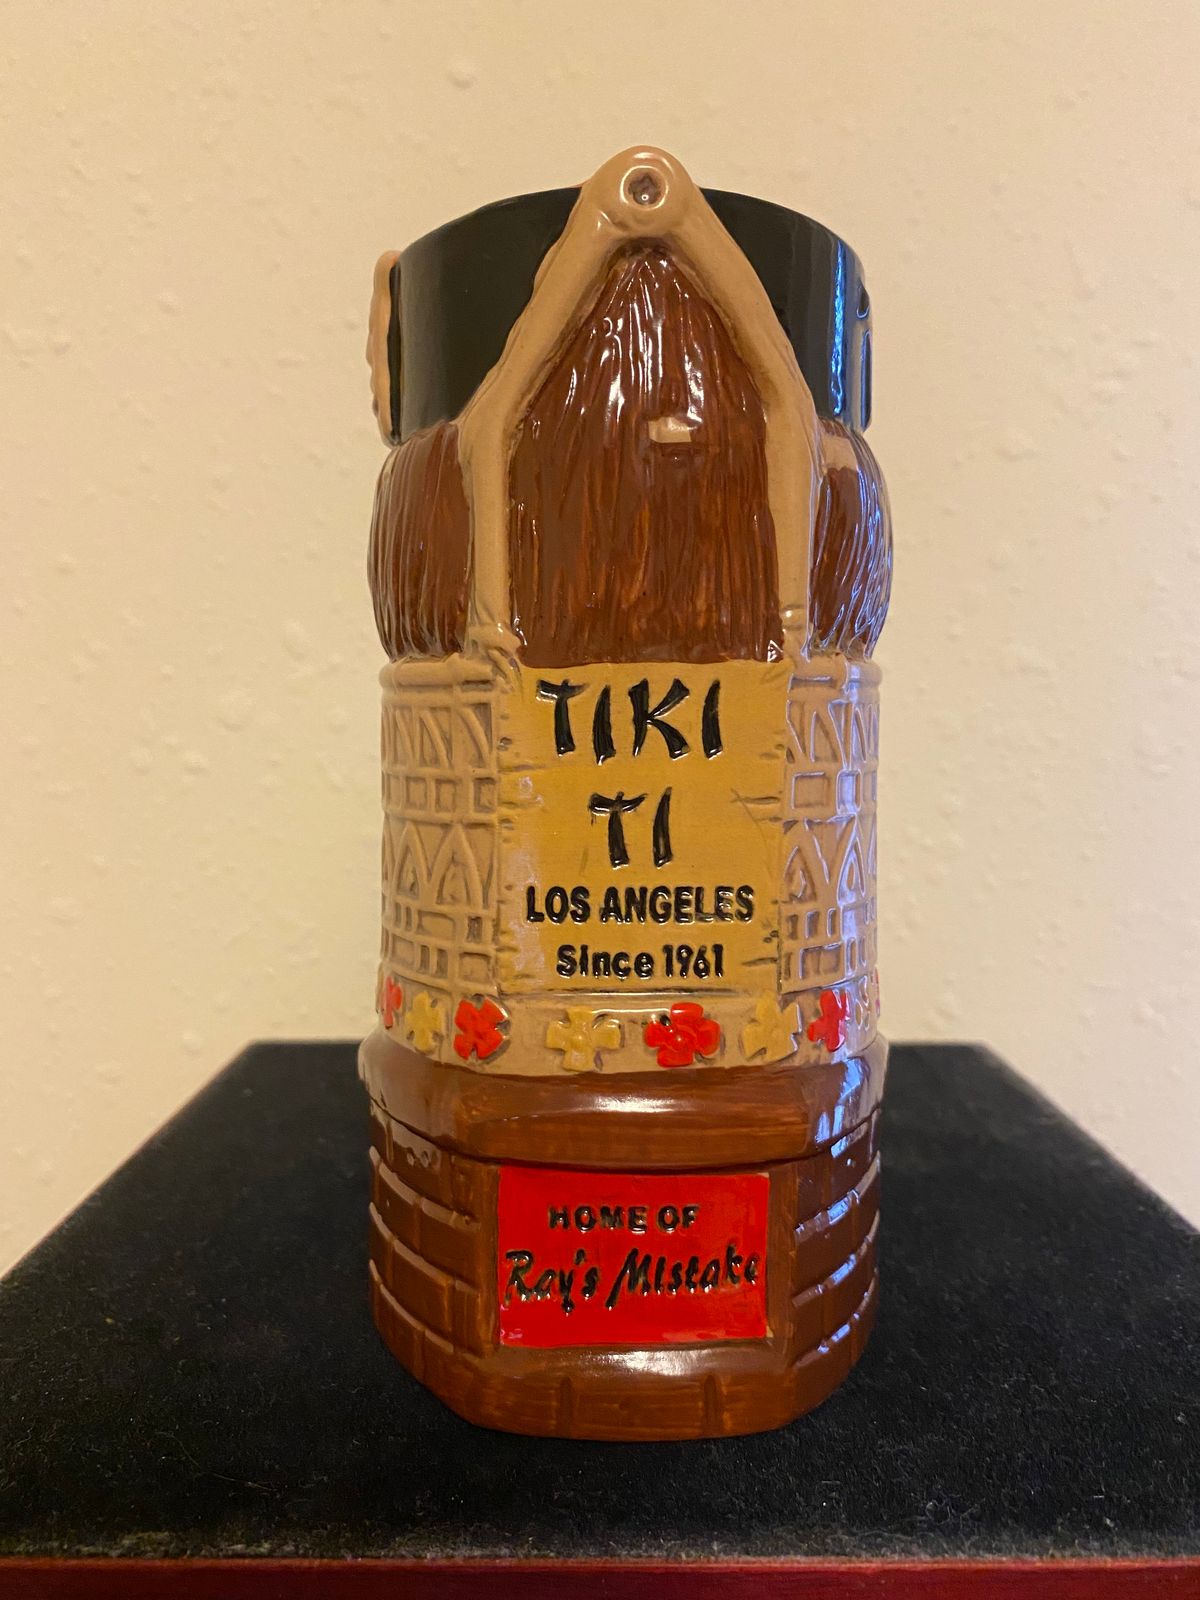 TIKI
TI
LOS ANGELES
Since 1961
HOME OF
Ray's Mistake